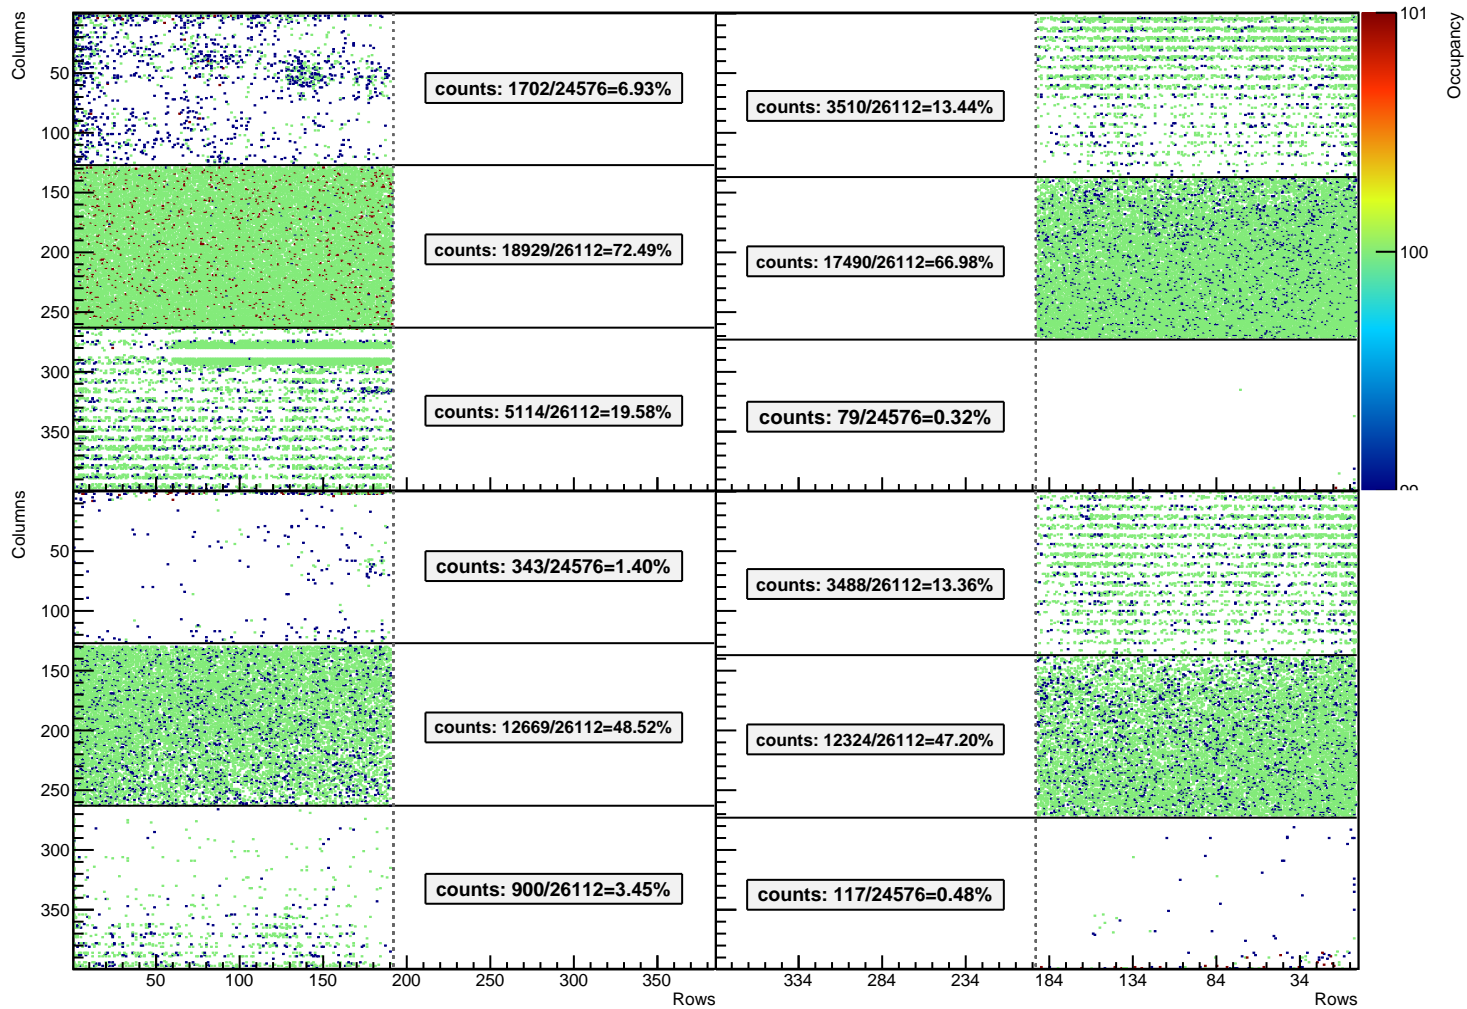 Columns
50
100
150
200
250
300
350
counts: 1702/24576=6.93%
counts: 18929/26112=72.49%
counts: 5114/26112=19.58%
counts: 3510/26112=13.44%
counts: 17490/26112=66.98%
counts: 79/24576=0.32%
101
100
Occupancy
Columns
50
100
150
200
250
300
350
counts: 343/24576=1.40%
counts: 12669/26112=48.52%
counts: 900/26112=3.45%
counts: 3488/26112=13.36%
counts: 12324/26112=47.20%
counts: 117/24576=0.48%
50 100 150 200 250 300 350
Rows
334 284 234 184 134 84 34
Rows